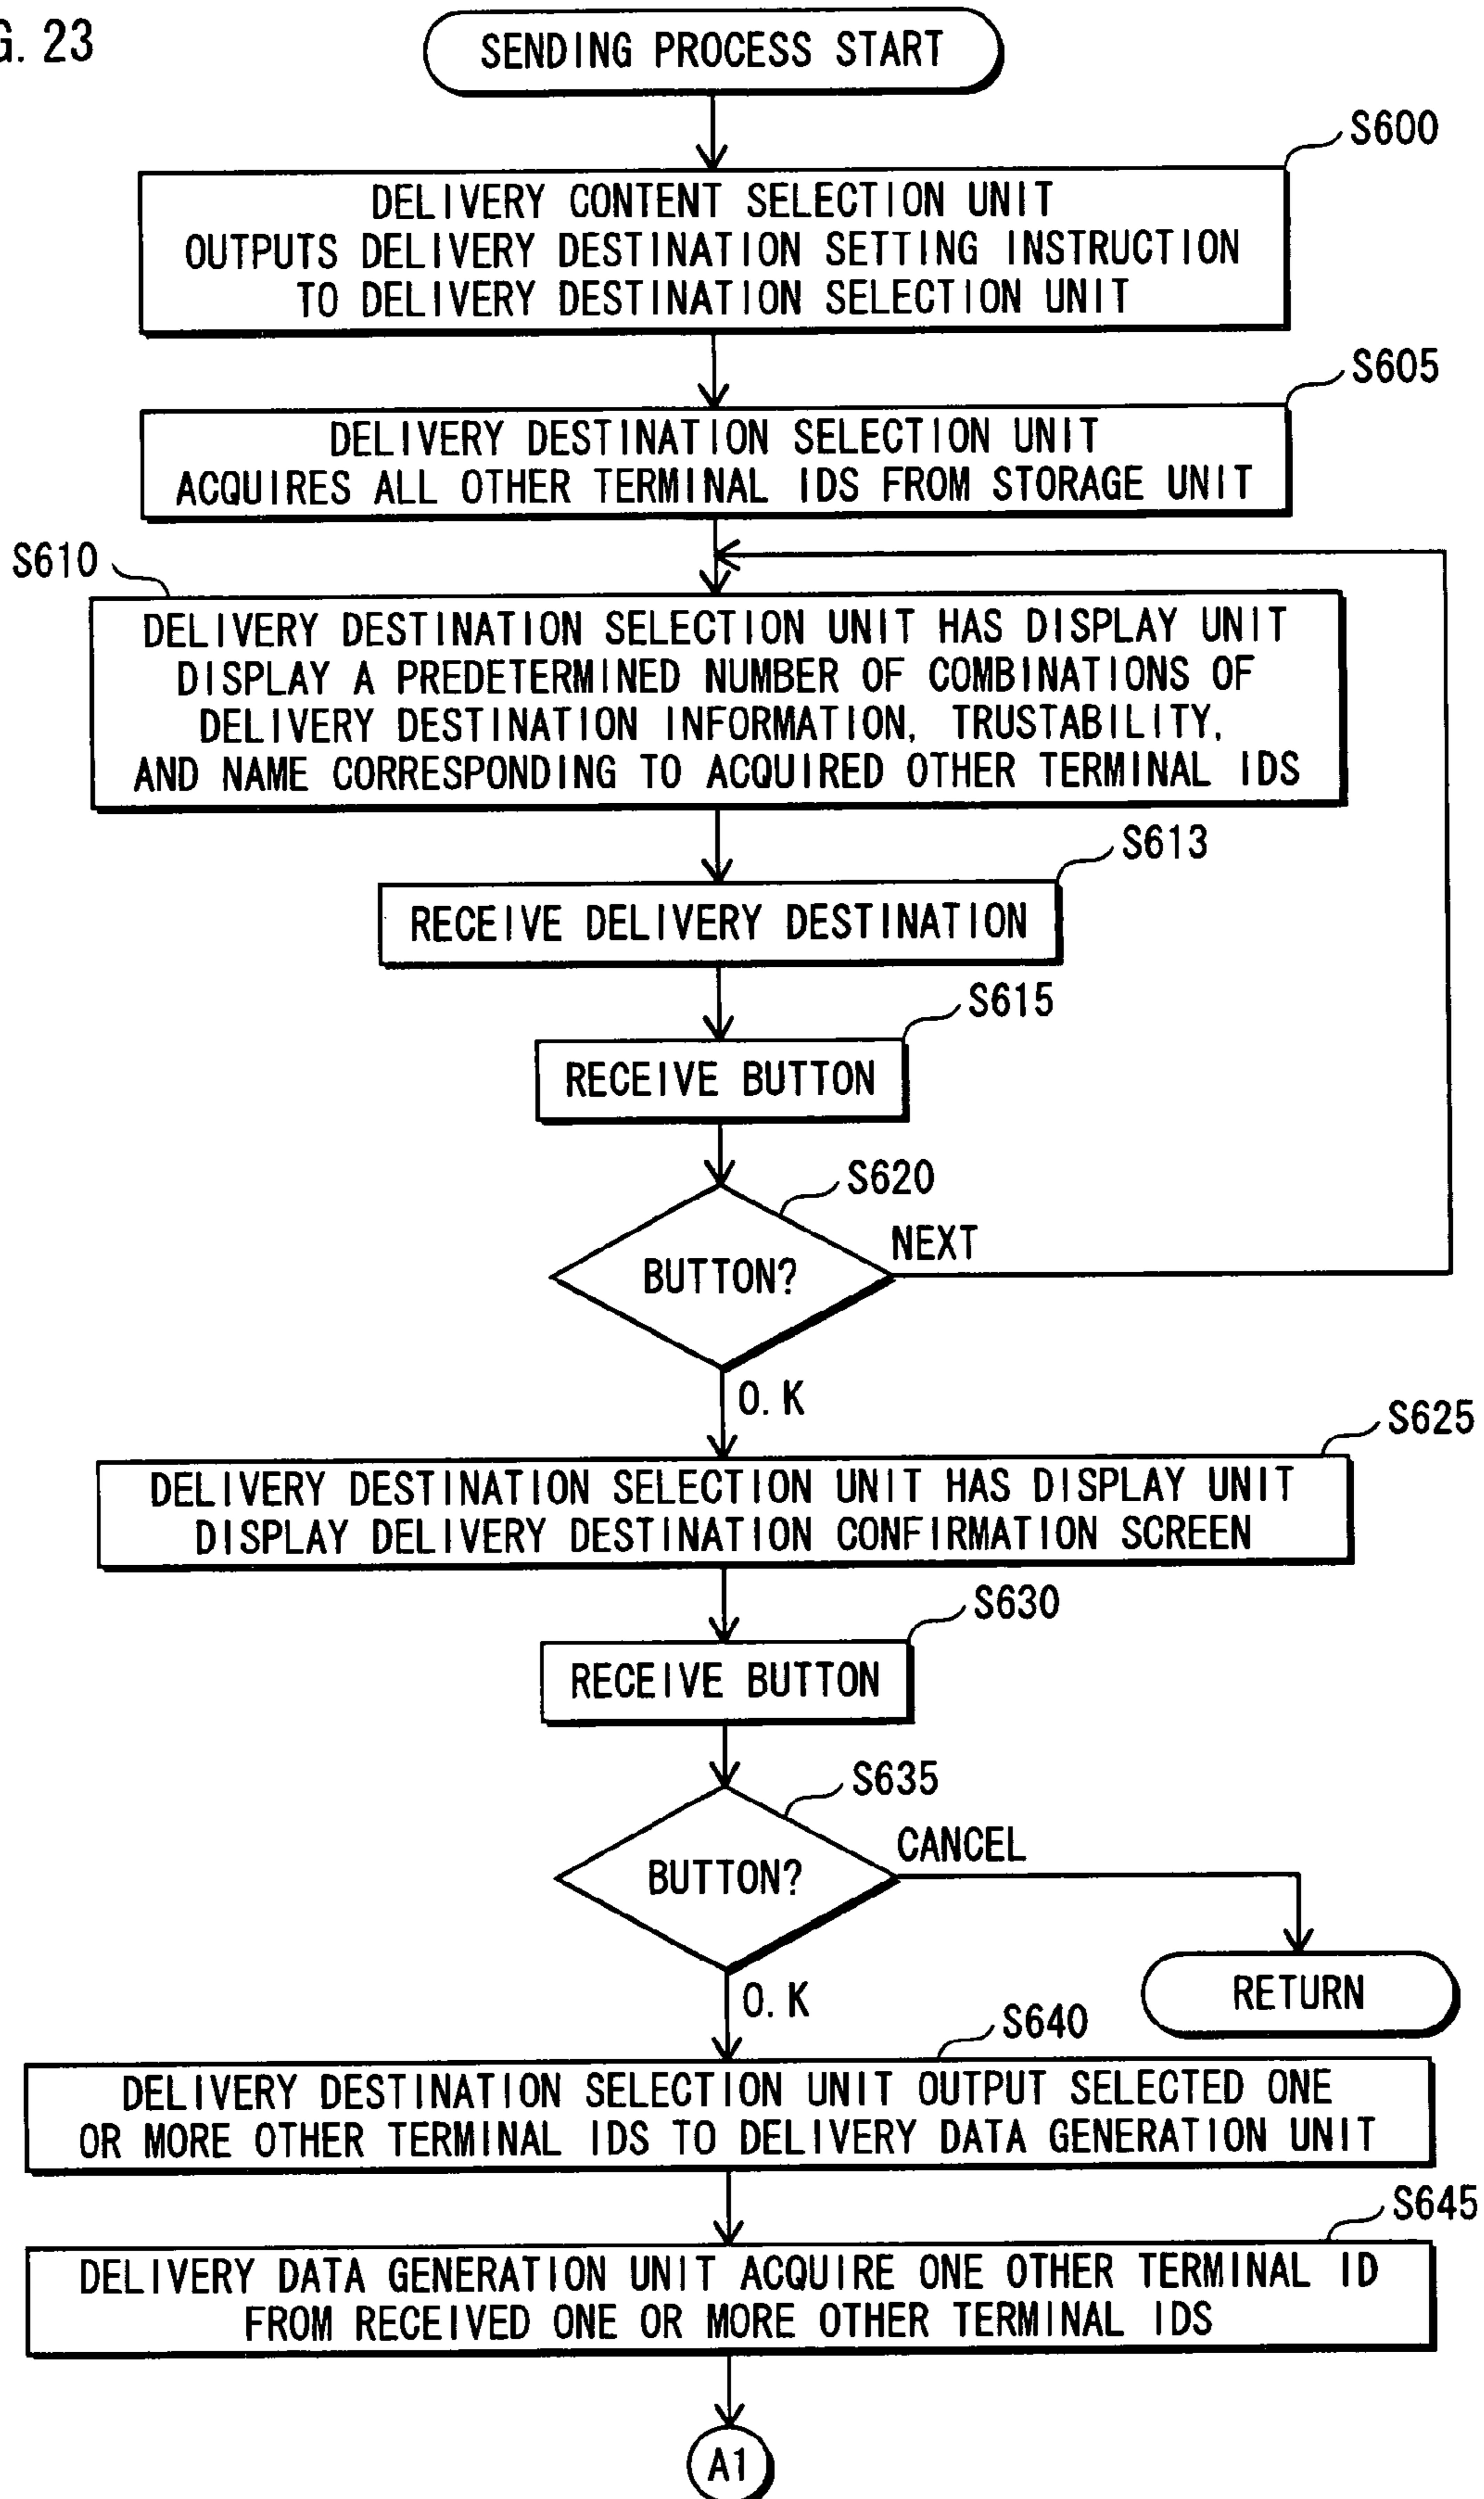 G. 23
SENDING PROCESS START
S600
DELIVERY CONTENT SELECTION UNIT
OUTPUTS DELIVERY DESTINATION SETTING INSTRUCTION
TO DELIVERY DESTINATION SELECTION UNIT
S605
DELIVERY DESTINATION SELECTION UNIT
ACQUIRES ALL OTHER TERMINAL IDS FROM STORAGE UNIT
S610
DELIVERY DESTINATION SELECTION UNIT HAS DISPLAY UNIT
DISPLAY A PREDETERMINED NUMBER OF COMBINATIONS OF
DELIVERY DESTINATION INFORMATION, TRUSTABILITY,
AND NAME CORRESPONDING TO ACQUIRED OTHER TERMINAL IDS
S613
RECEIVE DELIVERY DESTINATION
S615
RECEIVE BUTTON
S620
BUTTON?
NEXT
O.K
S625
DELIVERY DESTINATION SELECTION UNIT HAS DISPLAY UNIT
DISPLAY DELIVERY DESTINATION CONFIRMATION SCREEN
S630
RECEIVE BUTTON
S635
BUTTON?
CANCEL
RETURN
O.K
S640
DELIVERY DESTINATION SELECTION UNIT OUTPUT SELECTED ONE
OR MORE OTHER TERMINAL IDS TO DELIVERY DATA GENERATION UNIT
S645
DELIVERY DATA GENERATION UNIT ACQUIRE ONE OTHER TERMINAL ID
FROM RECEIVED ONE OR MORE OTHER TERMINAL IDS
A1